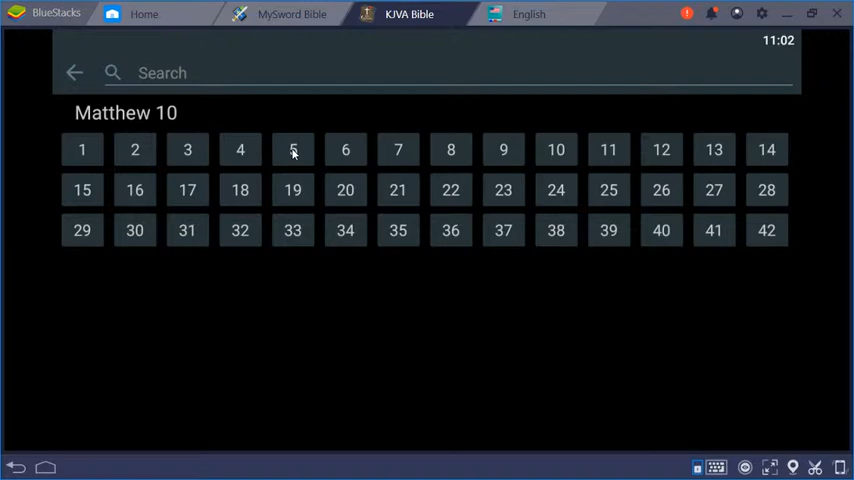 BlueStacks Home MySword Bible KJVA Bible English
11:02
Search
Matthew 10
1 2 3 4 5 6 7 8 9 10 11 12 13 14
15 16 17 18 19 20 21 22 23 24 25 26 27 28
29 30 31 32 33 34 35 36 37 38 39 40 41 42